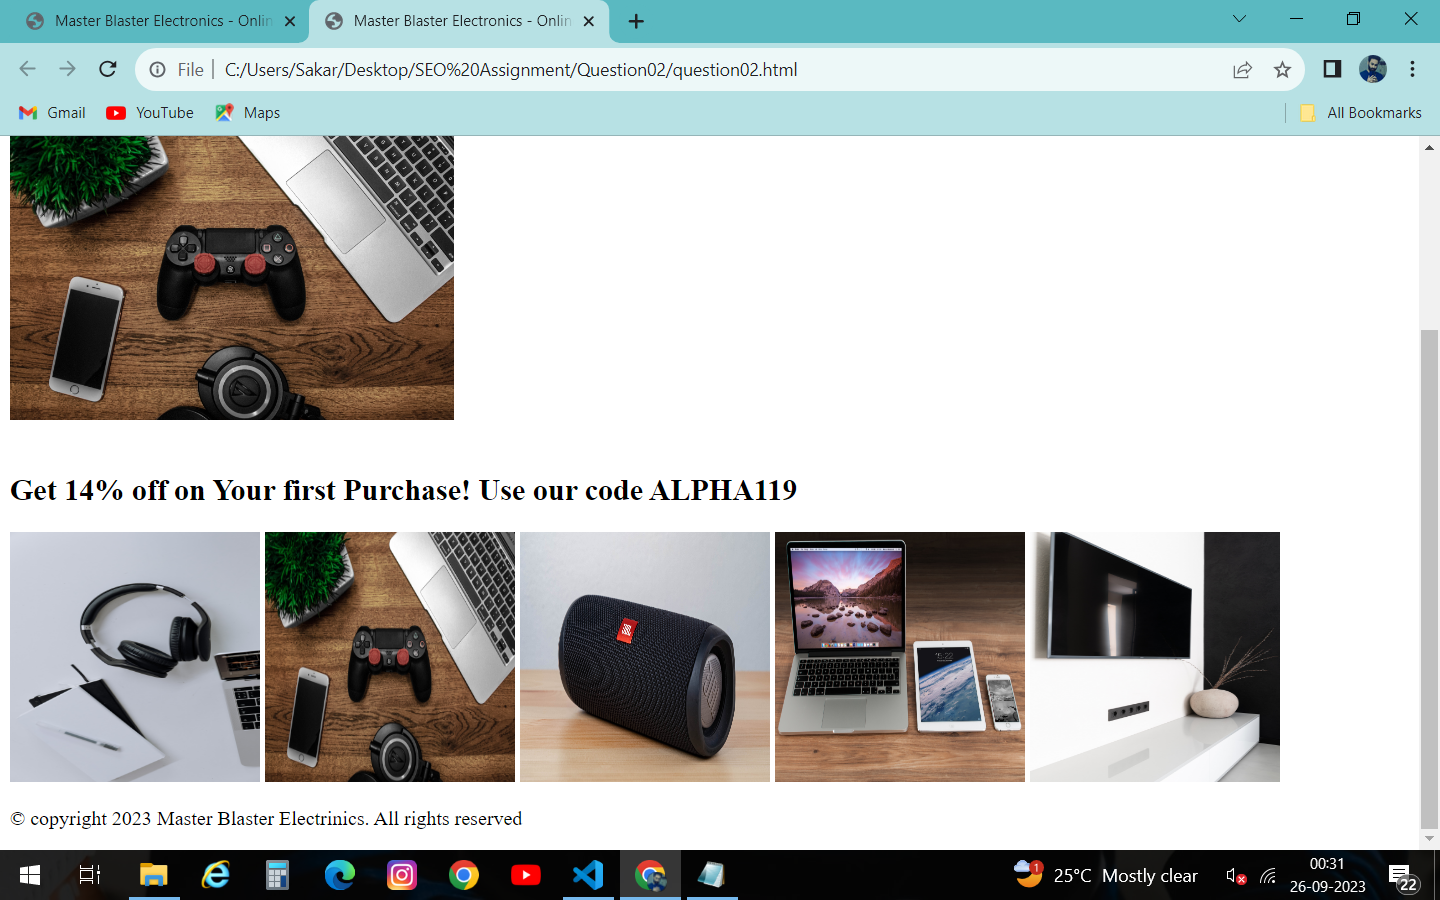 Master Blaster Electronics - Onlin
Master Blaster Electronics - Onlin
File | C:/Users/Sakar/Desktop/SEO%20Assignment/Question02/question02.html
Gmail YouTube Maps All Bookmarks
Get 14% off on Your first Purchase! Use our code ALPHA119
© copyright 2023 Master Blaster Electrinics. All rights reserved
1 25°C Mostly clear
00:31
26-09-2023
22